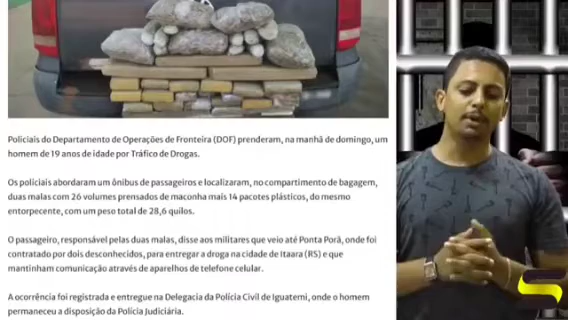 Policiais do Departamento de Operações de Fronteira (DOF) prenderam, na manhã de domingo, um
homem de 19 anos de idade por Tráfico de Drogas.
Os policiais abordaram um ônibus de passageiros e localizaram, no compartimento de bagagem,
duas malas com 26 volumes prensados de maconha mais 14 pacotes plásticos, do mesmo
entorpecente, com um peso total de 28,6 quilos.
O passageiro, responsável pelas duas malas, disse aos militares que veio até Ponta Porã, onde foi
contratado por dois desconhecidos, para entregar a droga na cidade de Itaara (RS) e que
mantinham comunicação através de aparelhos de telefone celular.
A ocorrência foi registrada e entregue na Delegacia da Polícia Civil de Iguatemi, onde o homem
permaneceu a disposição da Polícia Judiciária.